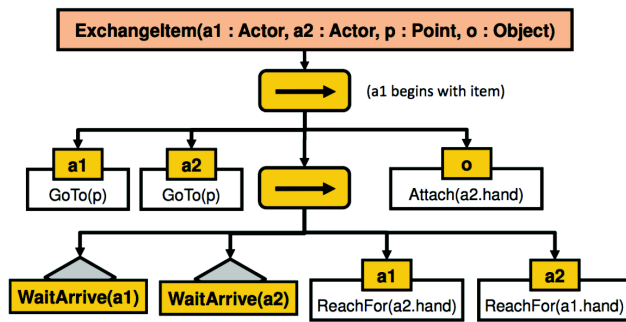 ExchangeItem(a1 : Actor, a2 : Actor, p : Point, o : Object)
(a1 begins with item)
a1
a2
o
GoTo(p)
GoTo(p)
Attach(a2.hand)
a1
a2
WaitArrive(a1)
WaitArrive(a2)
ReachFor(a2.hand)
ReachFor(a1.hand)